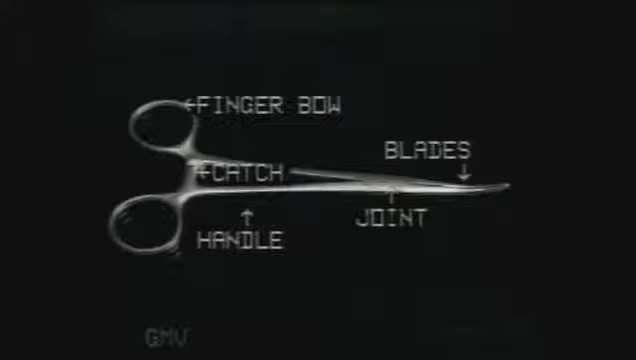 ←FINGER BOW
BLADES
↓
←CATCH
↑
JOINT
↑
HANDLE
GMV